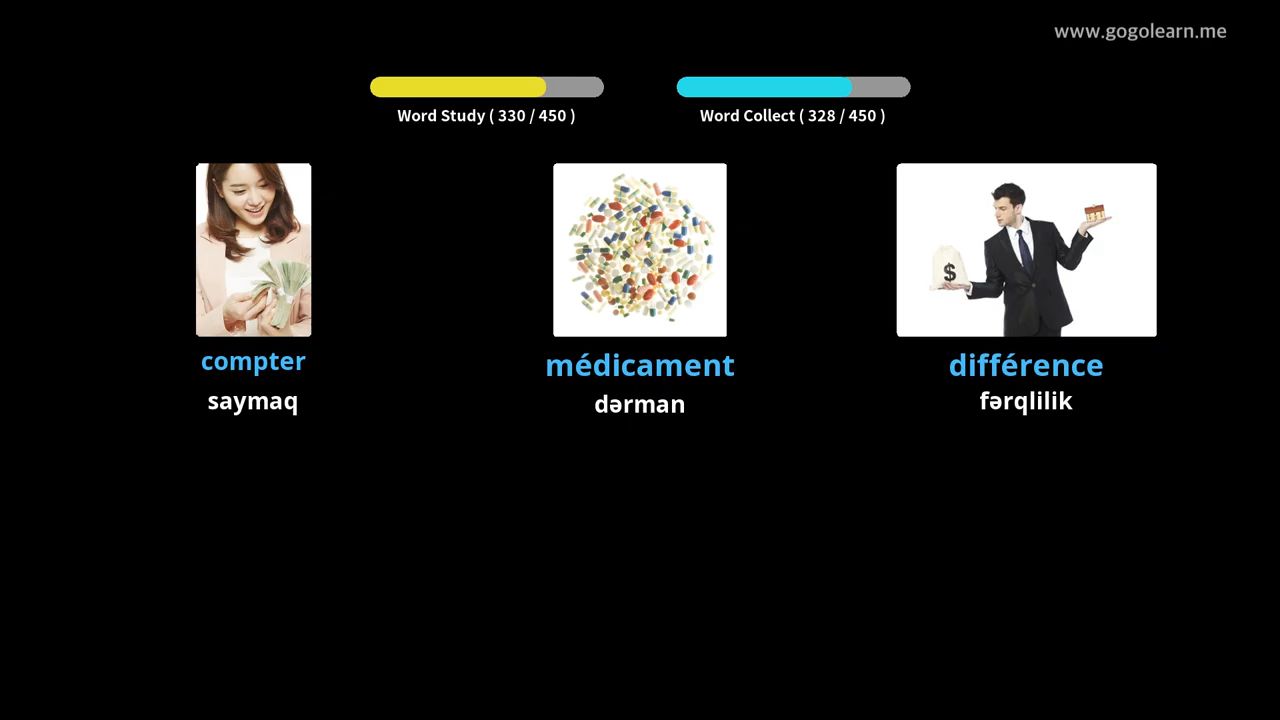 www.gogolearn.me
Word Study ( 330 / 450 )
Word Collect ( 328 / 450 )
$
compter
médicament
différence
saymaq
dərman
fərqlilik